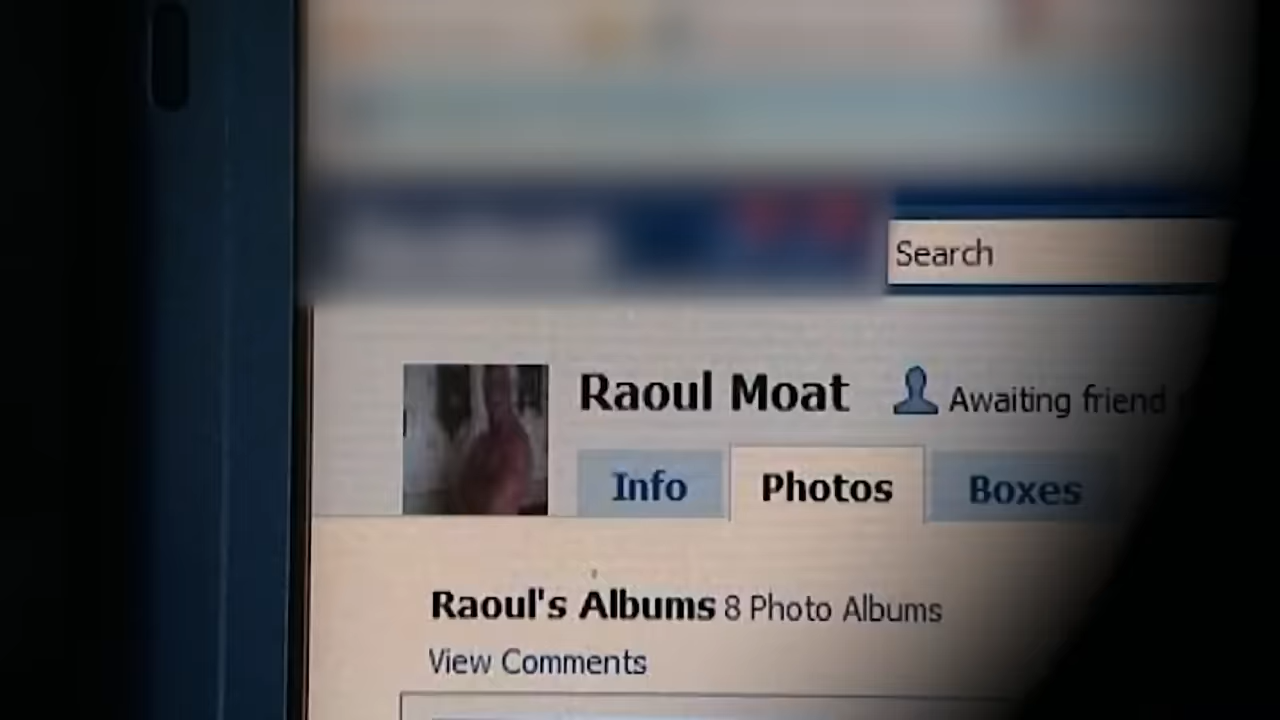 Search
Raoul Moat Awaiting friend
Info Photos Boxes
Raoul's Albums 8 Photo Albums
View Comments